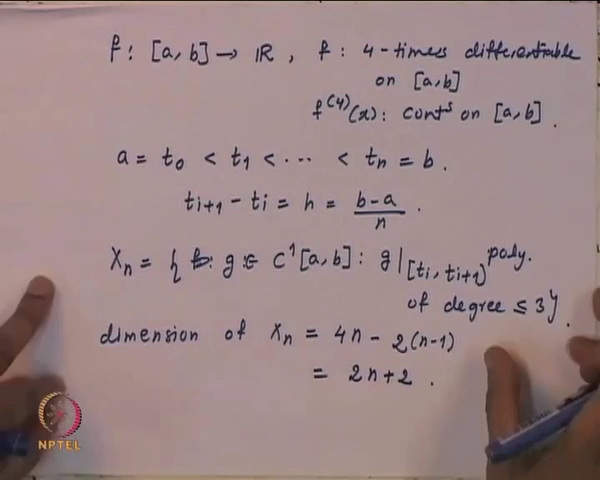 f : [a, b] → ℝ , f : 4-times differentiable
on [a, b]
f⁽⁴⁾(x) : contˢ on [a, b] .
a = t₀ < t₁ < ⋯ < tₙ = b .
tᵢ₊₁ - tᵢ = h = (b-a)/n .
Xₙ = { g ∈ C¹[a, b] : g|[tᵢ, tᵢ₊₁] poly.
of degree ≤ 3 } .
dimension of Xₙ = 4n - 2(n-1)
= 2n+2 .
NPTEL